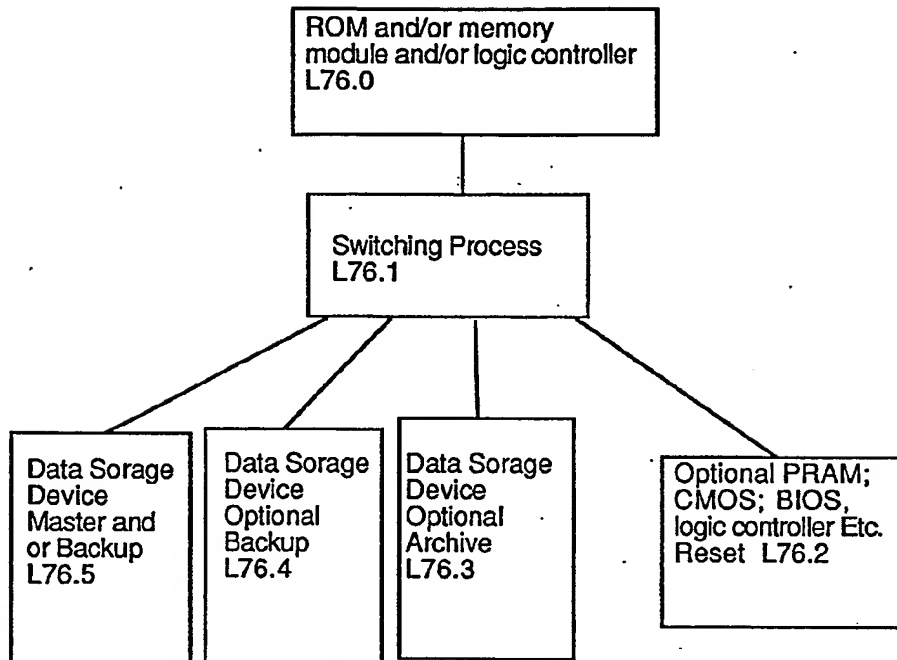 ROM and/or memory
module and/or logic controller
L76.0
Switching Process
L76.1
Data Sorage
Device
Master and
or Backup
L76.5
Data Sorage
Device
Optional
Backup
L76.4
Data Sorage
Device
Optional
Archive
L76.3
Optional PRAM;
CMOS; BIOS,
logic controller Etc.
Reset L76.2